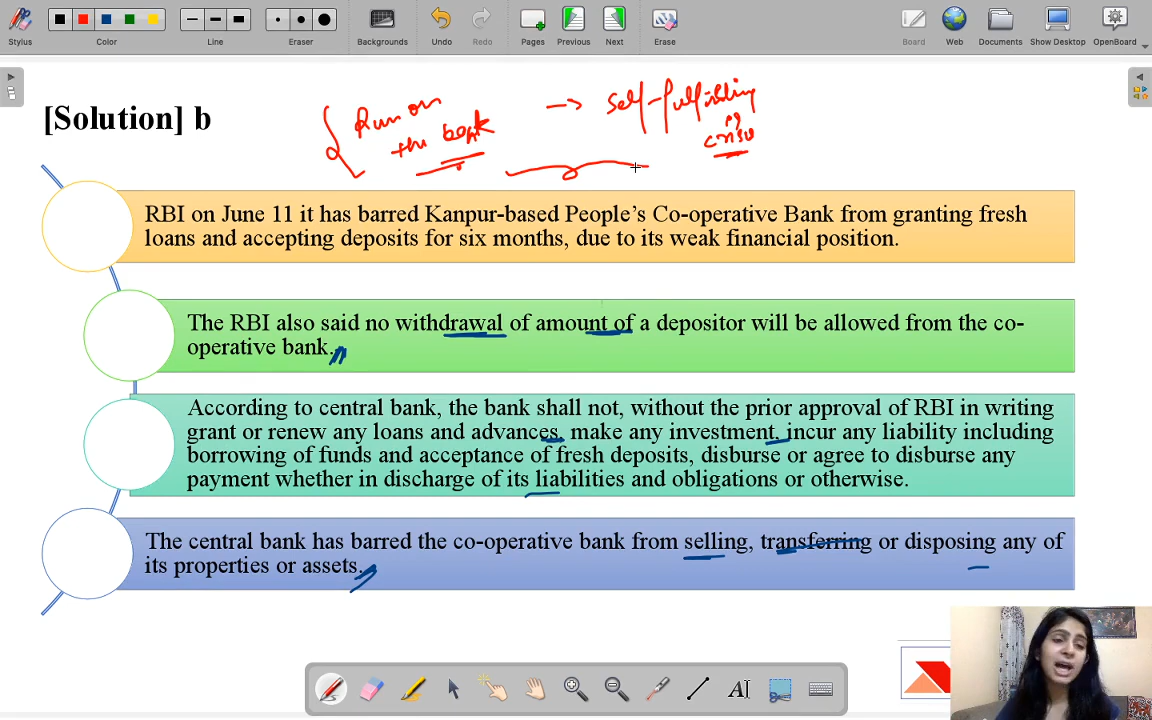 Stylus
Color
Line
Eraser
Backgrounds
Undo
Redo
Pages
Previous
Next
Erase
Board
Web
Documents
Show Desktop
OpenBoard
[Solution] b
Run on
the bank
→ self-fulfilling
crisis
RBI on June 11 it has barred Kanpur-based People's Co-operative Bank from granting fresh
loans and accepting deposits for six months, due to its weak financial position.
The RBI also said no withdrawal of amount of a depositor will be allowed from the co-
operative bank.
According to central bank, the bank shall not, without the prior approval of RBI in writing
grant or renew any loans and advances, make any investment, incur any liability including
borrowing of funds and acceptance of fresh deposits, disburse or agree to disburse any
payment whether in discharge of its liabilities and obligations or otherwise.
The central bank has barred the co-operative bank from selling, transferring or disposing any of
its properties or assets.